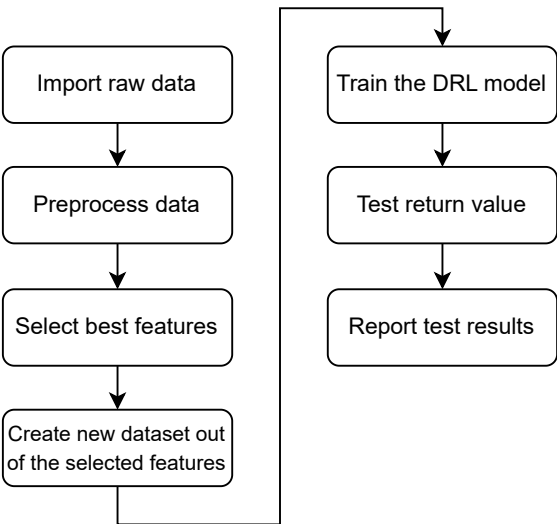 Import raw data
Preprocess data
Select best features
Create new dataset out
of the selected features
Train the DRL model
Test return value
Report test results